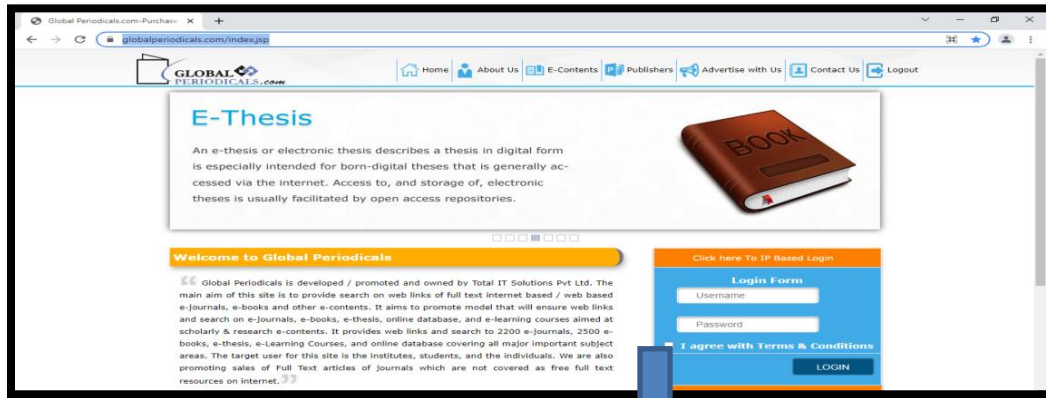 Global Periodicals.com-Purchase
globalperiodicals.com/index.jsp
GLOBAL
PERIODICALS.com
Home About Us E-Contents Publishers Advertise with Us Contact Us Logout
E-Thesis
An e-thesis or electronic thesis describes a thesis in digital form
is especially intended for born-digital theses that is generally ac-
cessed via the internet. Access to, and storage of, electronic
theses is usually facilitated by open access repositories.
BOOK
Welcome to Global Periodicals
Global Periodicals is developed / promoted and owned by Total IT Solutions Pvt Ltd. The
main aim of this site is to provide search on web links of full text internet based / web based
e-journals, e-books and other e-contents. It aims to promote model that will ensure web links
and search on e-journals, e-books, e-thesis, online database, and e-learning courses aimed at
scholarly & research e-contents. It provides web links and search to 2200 e-journals, 2500 e-
books, e-thesis, e-Learning Courses, and online database covering all major important subject
areas. The target user for this site is the institutes, students, and the individuals. We are also
promoting sales of Full Text articles of journals which are not covered as free full text
resources on internet.
Click here To IP Based Login
Login Form
Username
Password
I agree with Terms & Conditions
LOGIN